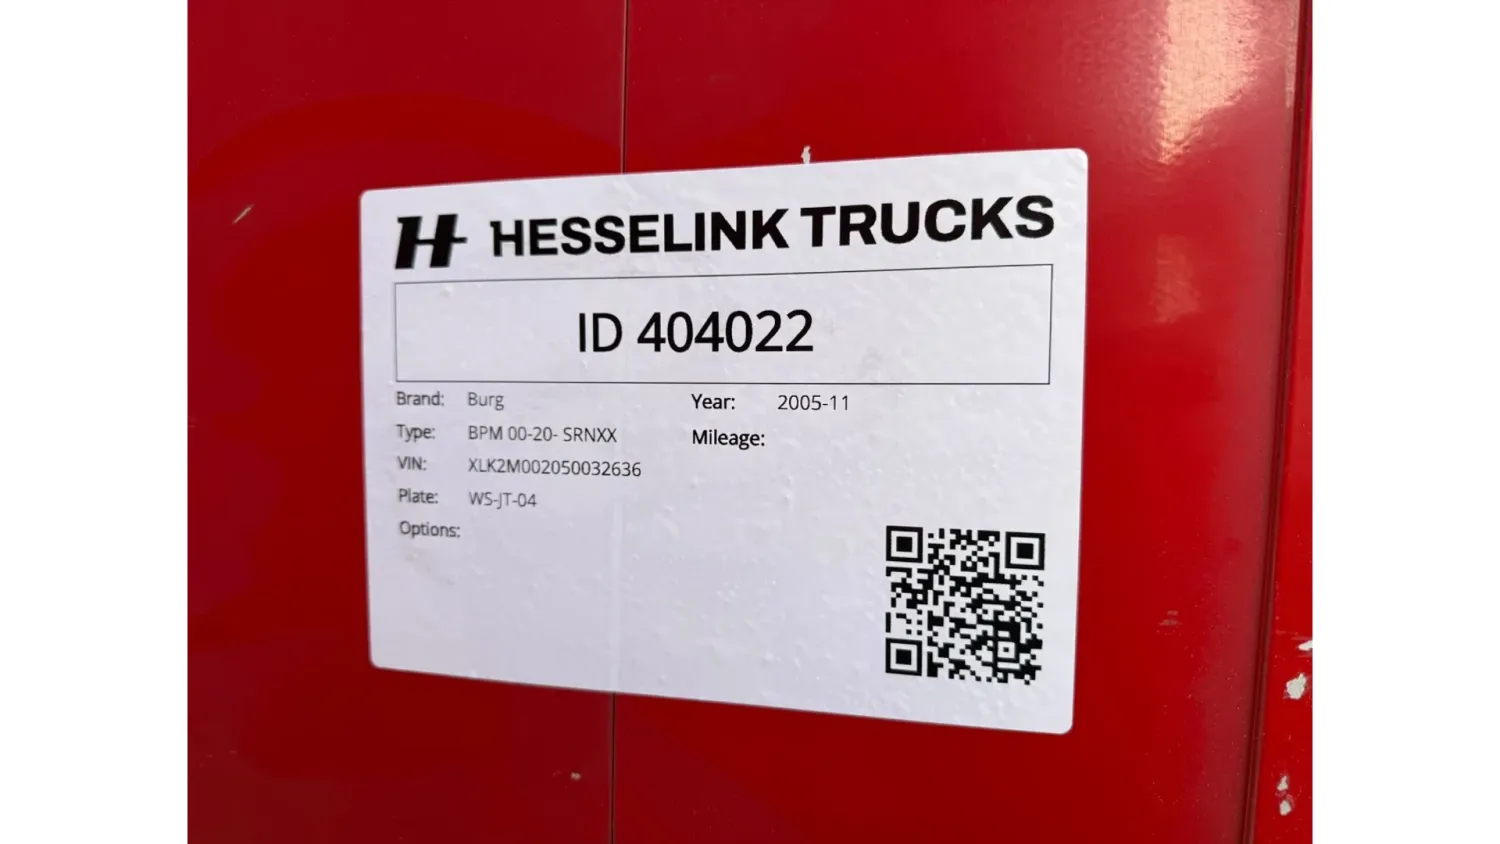 H HESSELINK TRUCKS
ID 404022
Brand: Burg
Year: 2005-11
Type: BPM 00-20- SRNXX
Mileage:
VIN: XLK2M002050032636
Plate: WS-JT-04
Options: